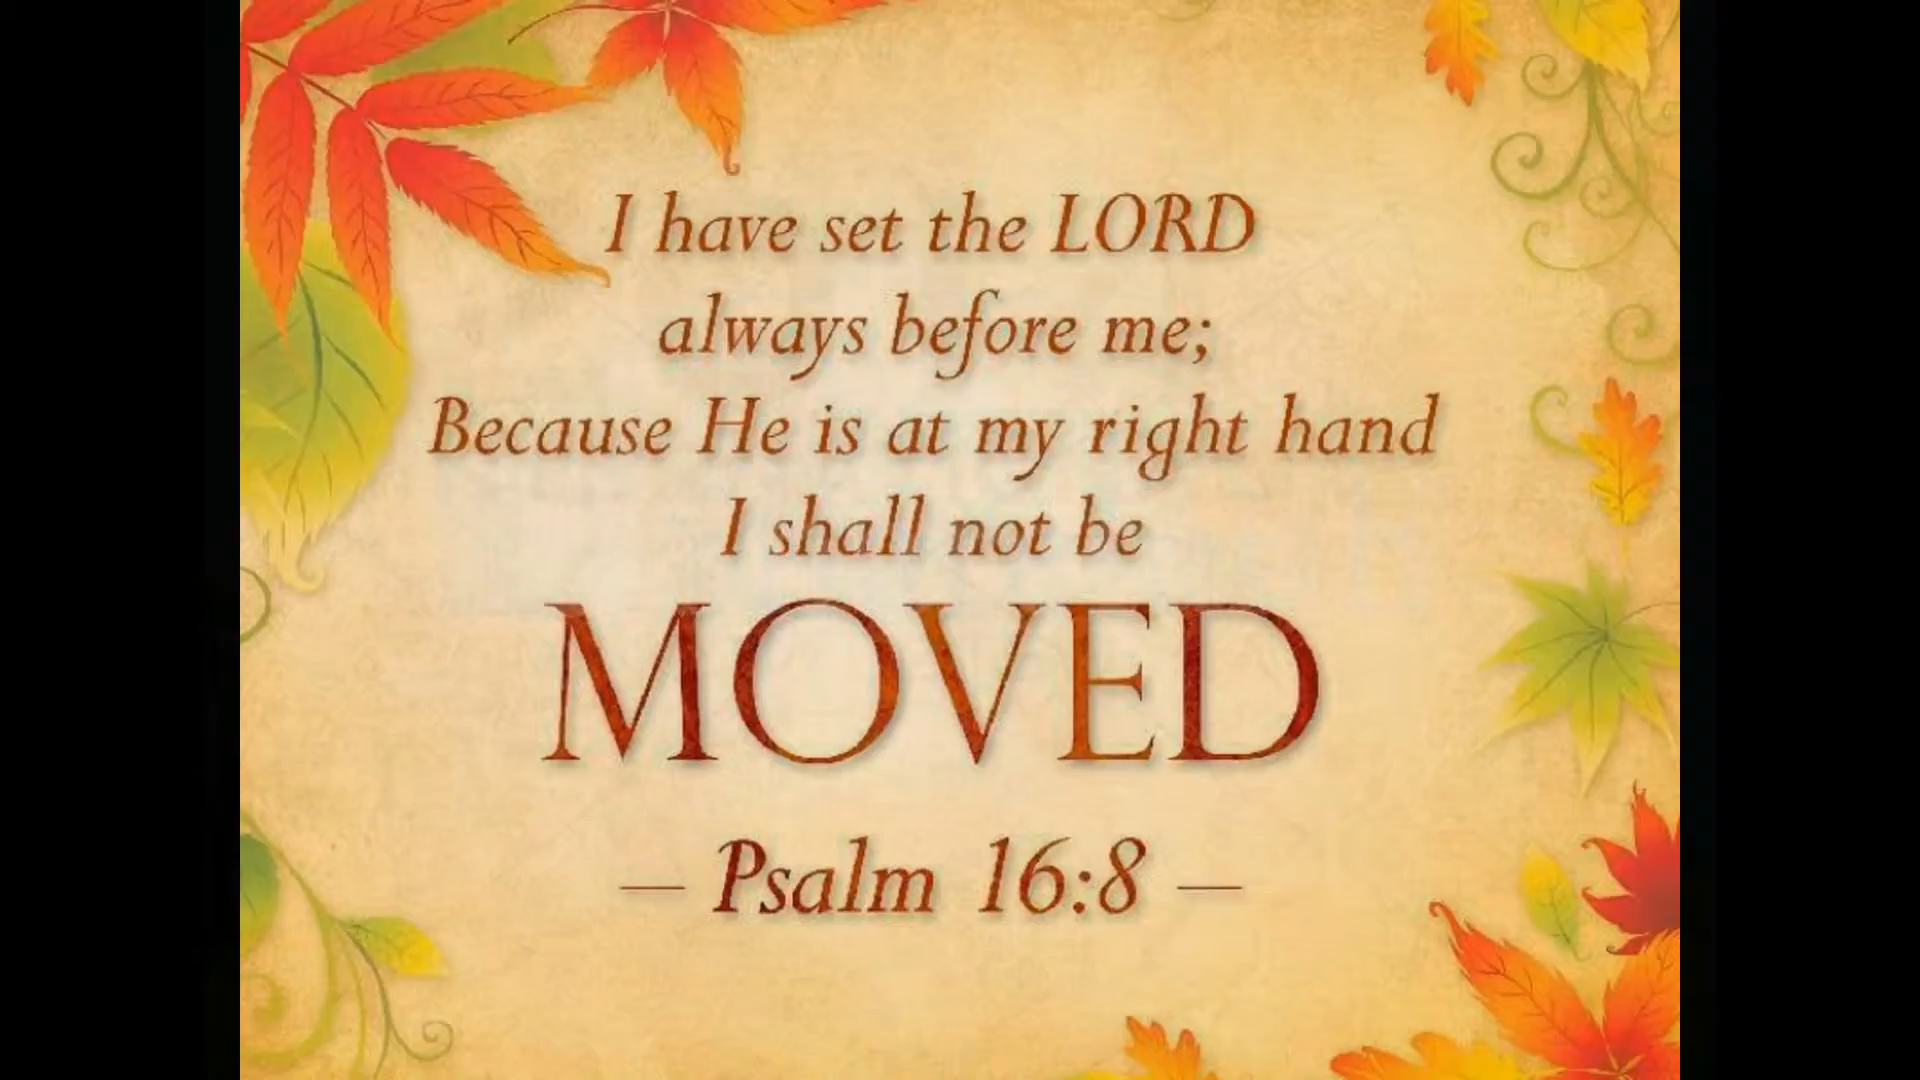 I have set the LORD
always before me;
Because He is at my right hand
I shall not be
MOVED
— Psalm 16:8 —